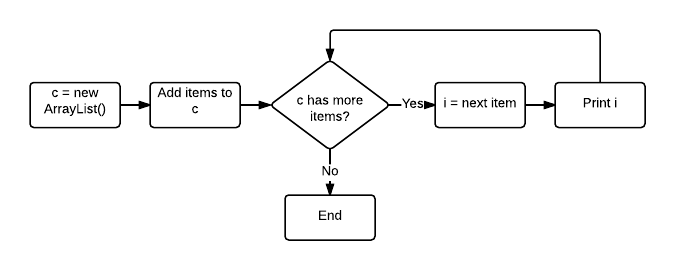 c = new
ArrayList()
Add items to
c
c has more
items?
Yes
i = next item
Print i
No
End